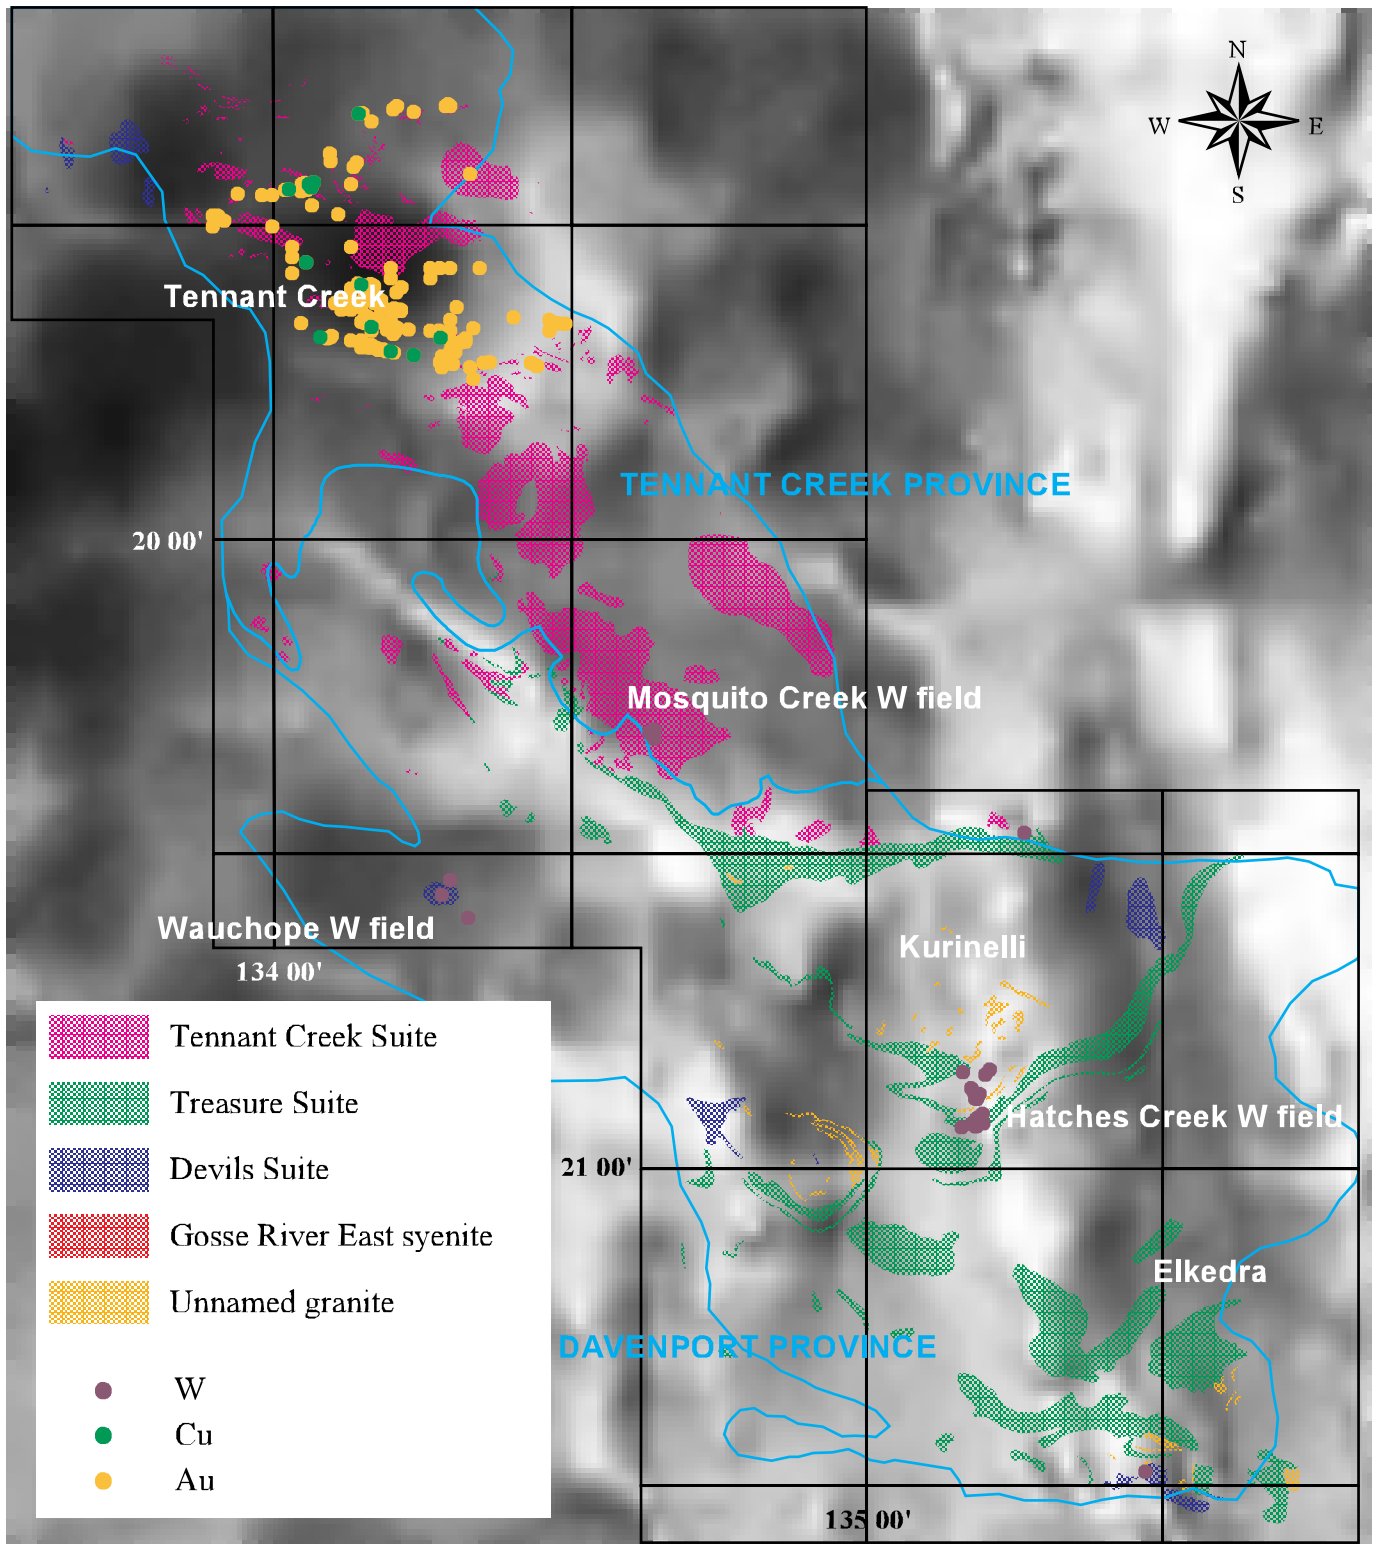 N
W
E
S
Tennant Creek
TENNANT CREEK PROVINCE
20 00'
Mosquito Creek W field
Wauchope W field
Kurinelli
134 00'
Tennant Creek Suite
Treasure Suite
Devils Suite
Gosse River East syenite
Unnamed granite
W
Cu
Au
Hatches Creek W field
21 00'
Elkedra
DAVENPORT PROVINCE
135 00'